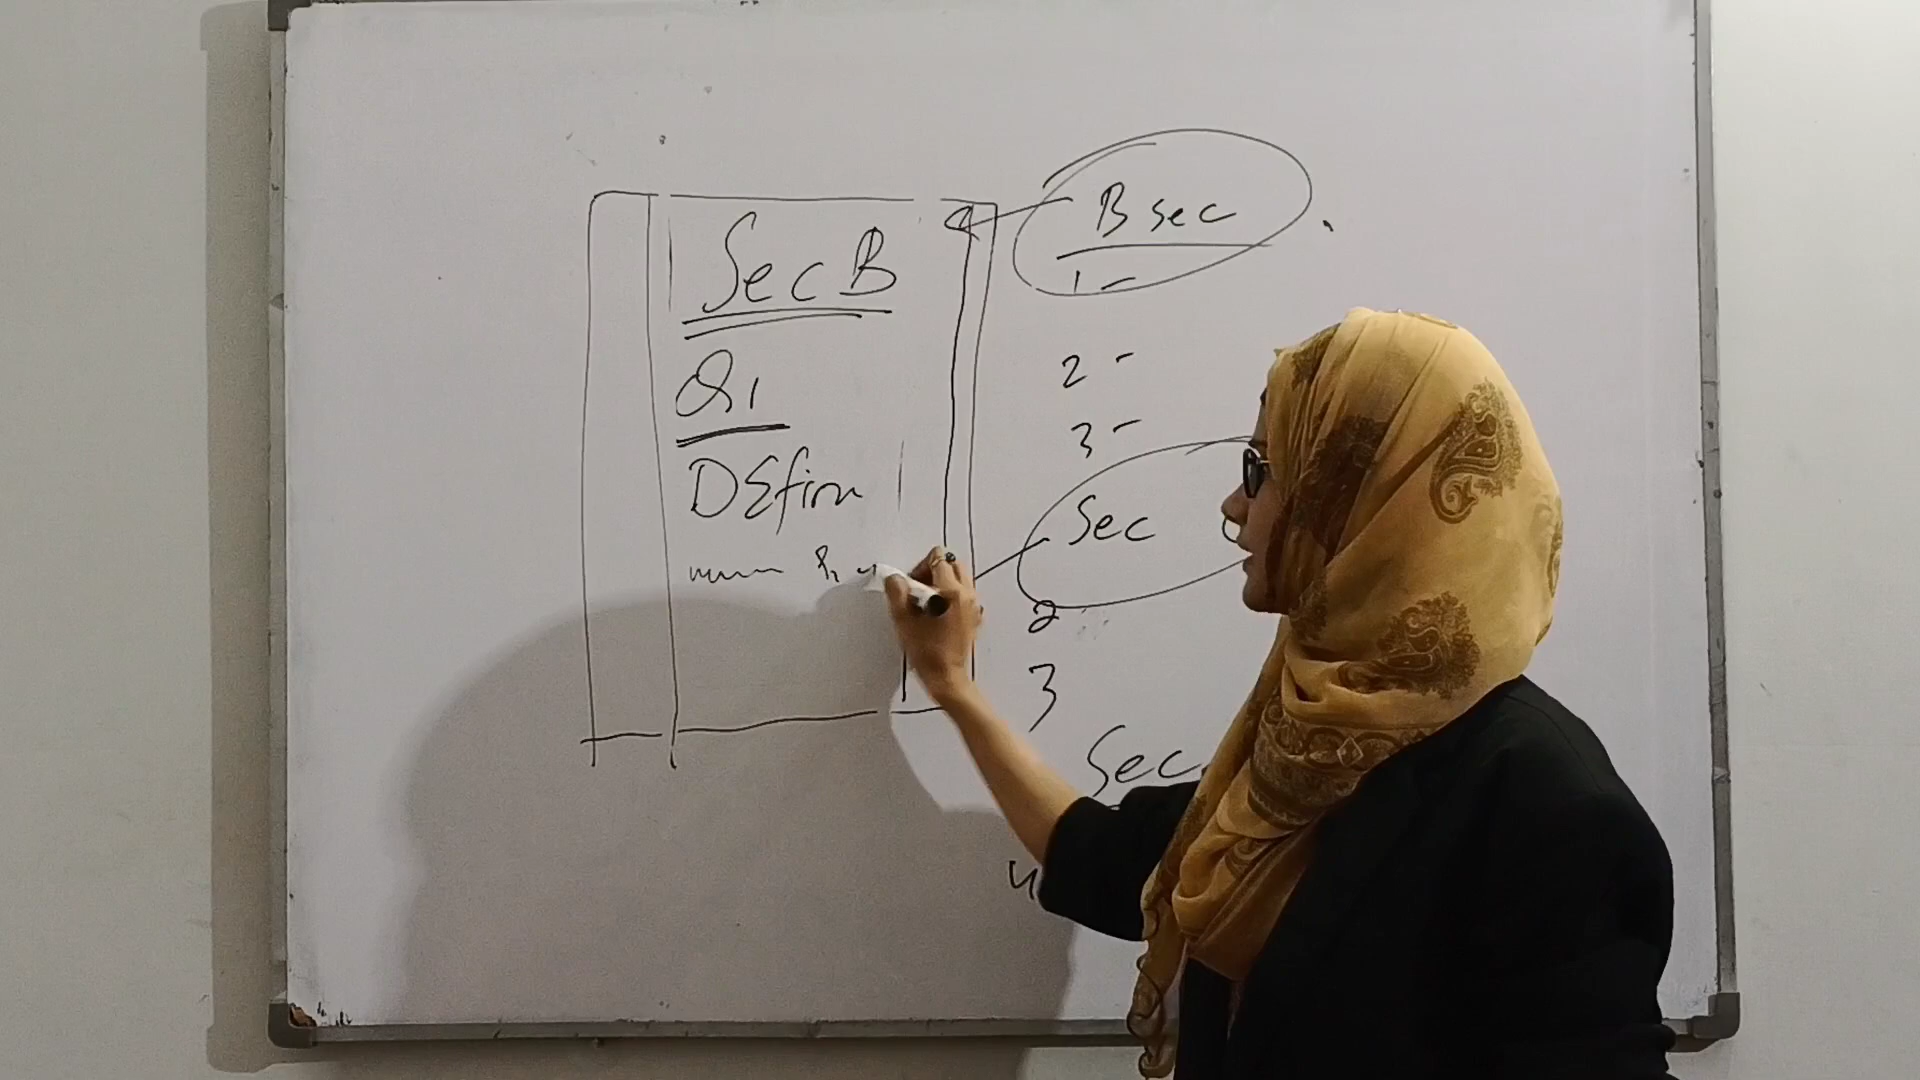 Sec B
Q1
DEfin
B sec
1 -
2 -
3 -
Sec
2
3
Sec
4